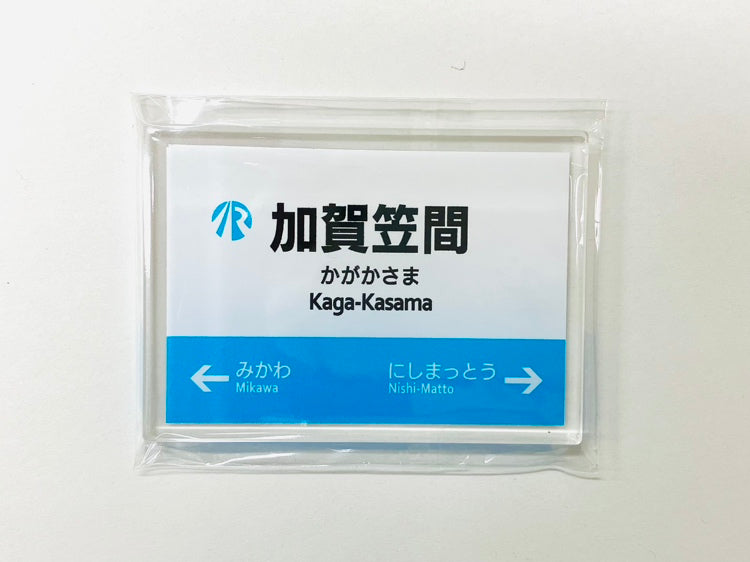 加賀笠間
かがかさま
Kaga-Kasama
みかわ
Mikawa
にしまっとう
Nishi-Matto